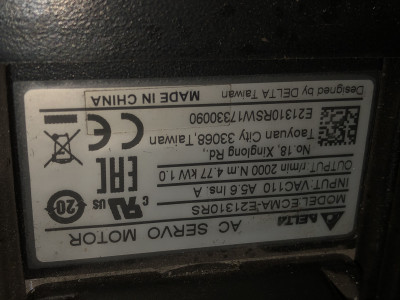 AC SERVO MOTOR
DELTA MODEL:ECMA-E21310RS
INPUT: VAC110 A5.6 Ins. A
OUTPUT: r/min 2000 N.m 4.77 kW 1.0
No.18, Xinglong Rd.,
Taoyuan City 33068,Taiwan
E21310RSW17330090
Designed by DELTA Taiwan MADE IN CHINA
c UL us
20
EAC
CE